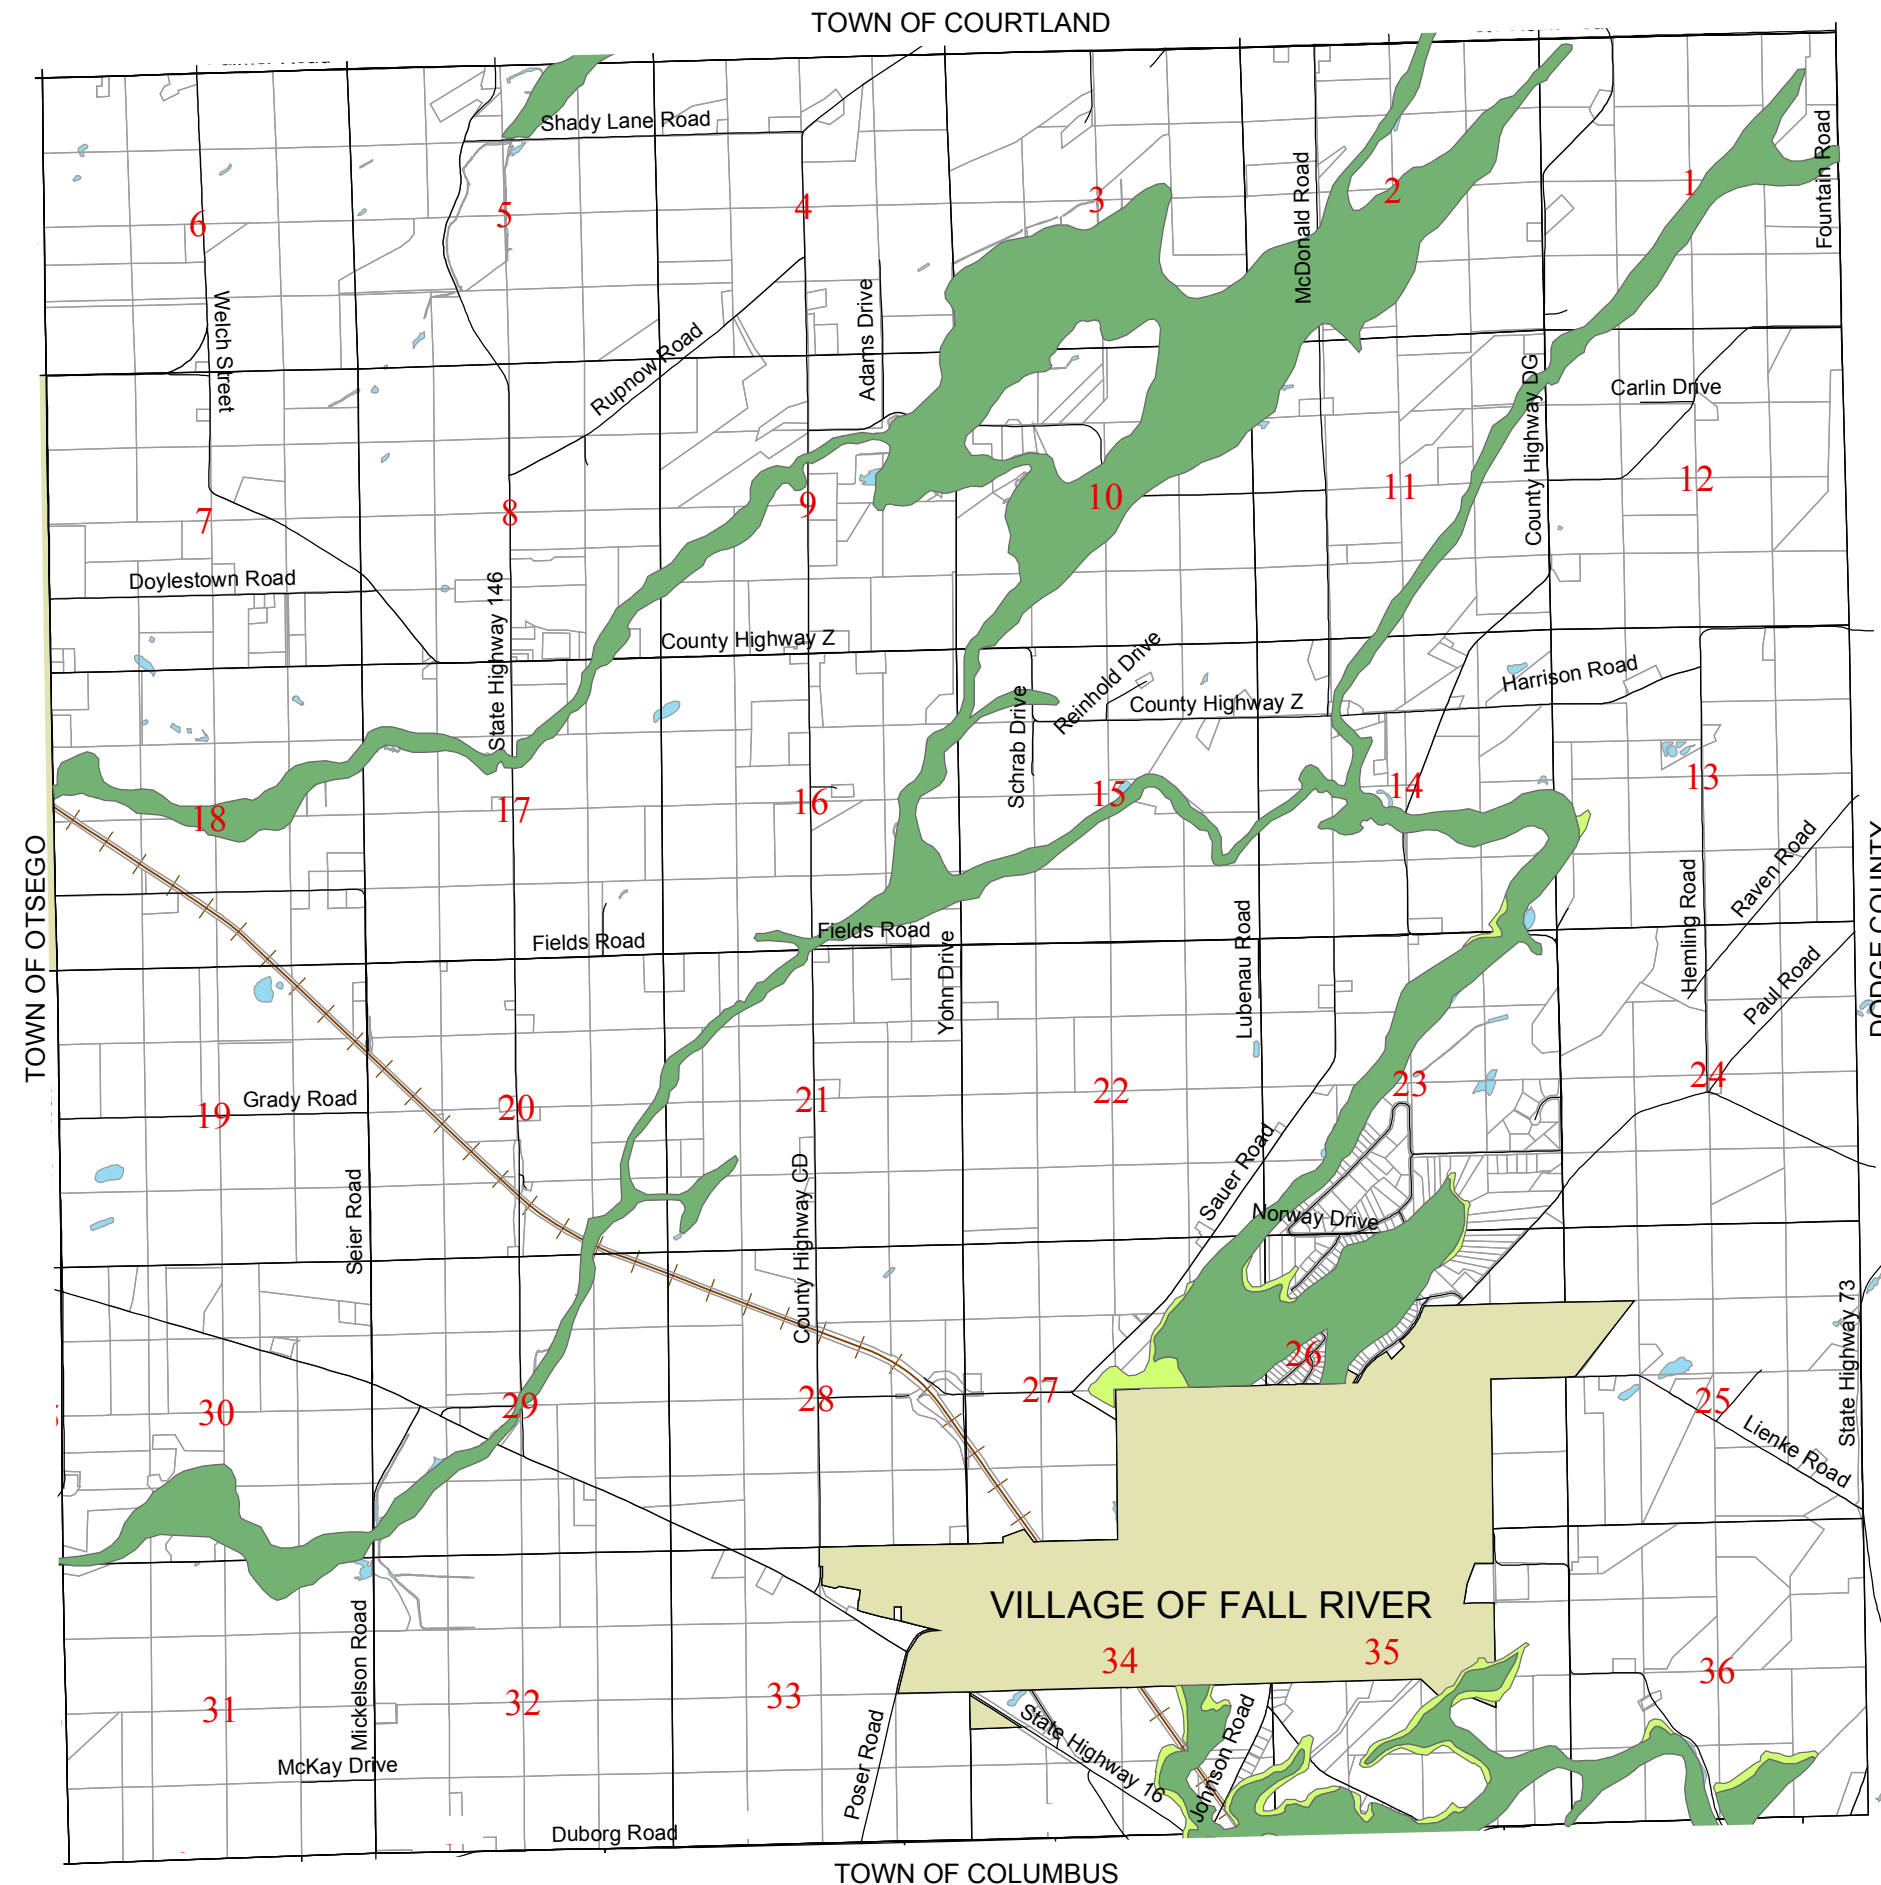 TOWN OF COURTLAND
Shady Lane Road
Fountain Road
McDonald Road
1
2
3
4
5
6
Welch Street
Rupnow Road
Adams Drive
County Highway DG
Carlin Drive
7
8
9
10
11
12
Doylestown Road
State Highway 146
County Highway Z
Reinhold Drive
Harrison Road
Schrab Drive
County Highway Z
18
17
16
15
14
13
TOWN OF OTSEGO
DODGE COUNTY
Raven Road
Hemling Road
Paul Road
Fields Road
Fields Road
Yohn Drive
Lubenau Road
Grady Road
19
20
21
22
23
24
Seier Road
County Highway CD
Sauer Road
Norway Drive
State Highway 73
Lienke Road
30
29
28
27
26
25
VILLAGE OF FALL RIVER
Mickelson Road
31
32
33
34
35
36
McKay Drive
Poser Road
State Highway 16
Johnson Road
Duborg Road
TOWN OF COLUMBUS